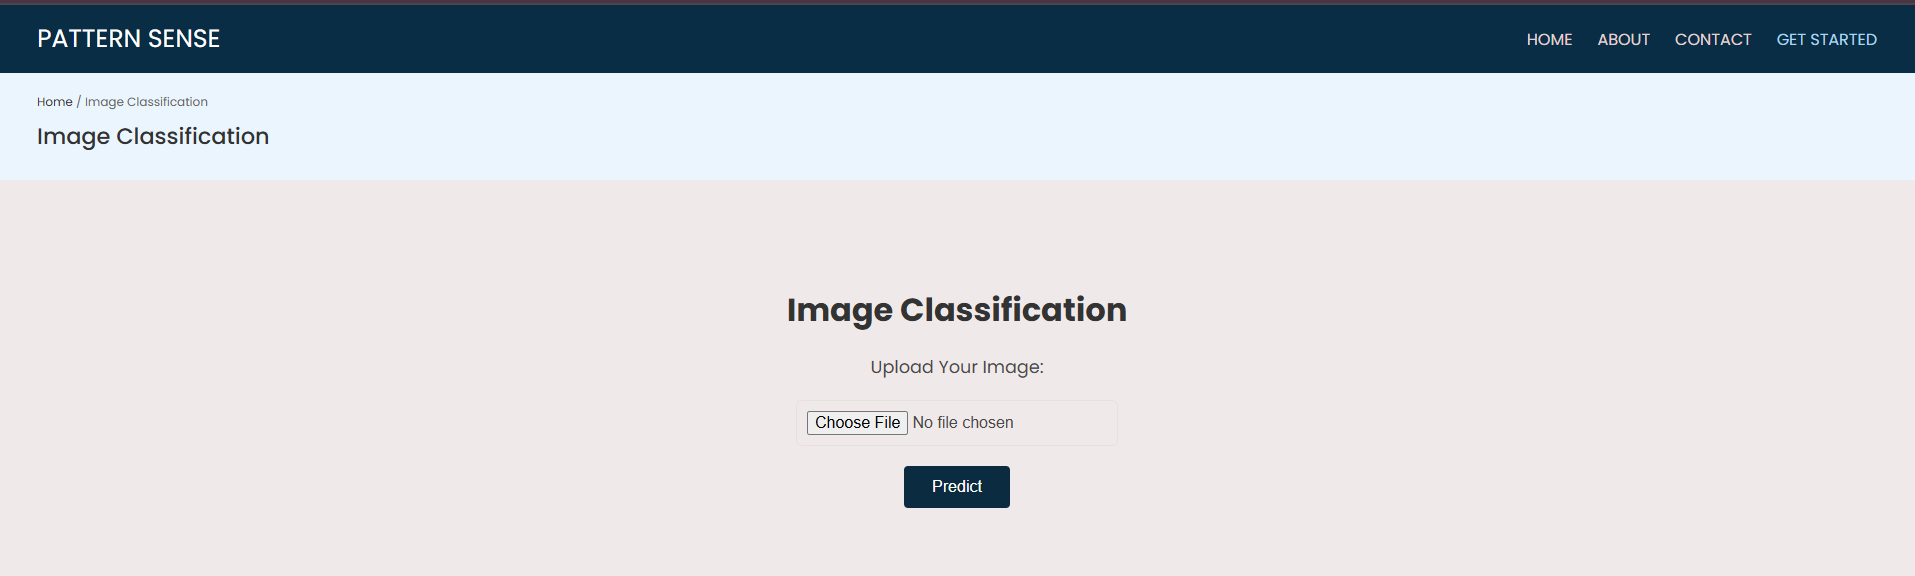 PATTERN SENSE
HOME ABOUT CONTACT GET STARTED
Home / Image Classification
Image Classification
Image Classification
Upload Your Image:
Choose File No file chosen
Predict